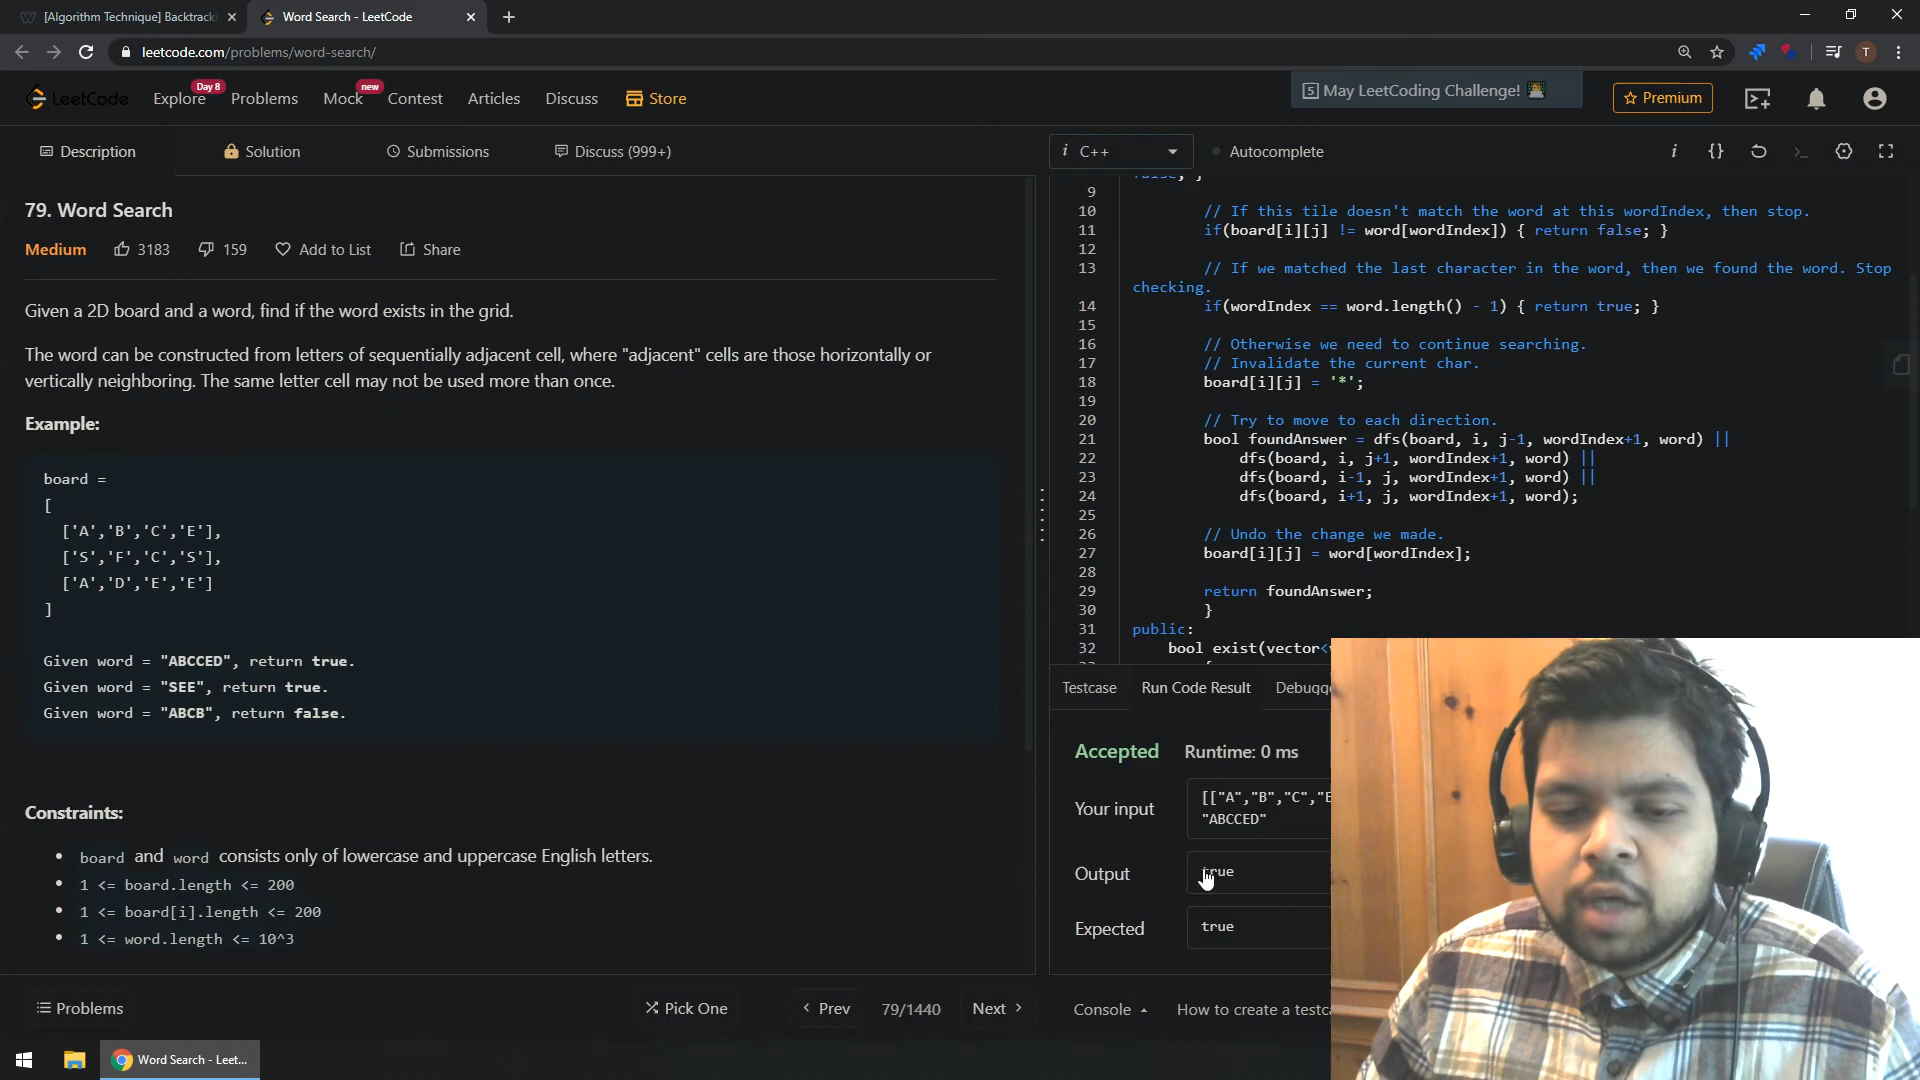 [Algorithm Technique] Backtracki
Word Search - LeetCode
leetcode.com/problems/word-search/
LeetCode
Explore
Day 8
Problems
Mock
new
Contest
Articles
Discuss
Store
5 May LeetCoding Challenge!
Premium
T
Description
Solution
Submissions
Discuss (999+)
i C++
Autocomplete
79. Word Search
Medium
3183
159
Add to List
Share
Given a 2D board and a word, find if the word exists in the grid.
The word can be constructed from letters of sequentially adjacent cell, where "adjacent" cells are those horizontally or
vertically neighboring. The same letter cell may not be used more than once.
Example:
board =
[
['A','B','C','E'],
['S','F','C','S'],
['A','D','E','E']
]
Given word = "ABCCED", return true.
Given word = "SEE", return true.
Given word = "ABCB", return false.
Constraints:
• board and word consists only of lowercase and uppercase English letters.
• 1 <= board.length <= 200
• 1 <= board[i].length <= 200
• 1 <= word.length <= 10^3
Problems
Pick One
< Prev
79/1440
Next >
9
10 // If this tile doesn't match the word at this wordIndex, then stop.
11 if(board[i][j] != word[wordIndex]) { return false; }
12
13 // If we matched the last character in the word, then we found the word. Stop
checking.
14 if(wordIndex == word.length() - 1) { return true; }
15
16 // Otherwise we need to continue searching.
17 // Invalidate the current char.
18 board[i][j] = '*';
19
20 // Try to move to each direction.
21 bool foundAnswer = dfs(board, i, j-1, wordIndex+1, word) ||
22 dfs(board, i, j+1, wordIndex+1, word) ||
23 dfs(board, i-1, j, wordIndex+1, word) ||
24 dfs(board, i+1, j, wordIndex+1, word);
25
26 // Undo the change we made.
27 board[i][j] = word[wordIndex];
28
29 return foundAnswer;
30 }
31 public:
32 bool exist(vector<
Testcase
Run Code Result
Debugg
Accepted
Runtime: 0 ms
Your input
[["A","B","C","E
"ABCCED"
Output
true
Expected
true
Console
How to create a testc
Word Search - Leet...